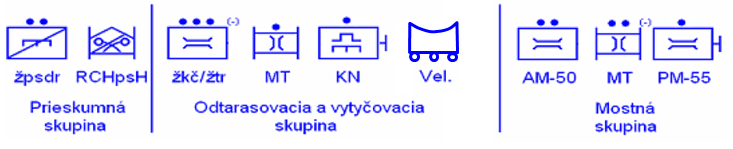 (-)
(-)
žpsdr RCHpsH žkč/žtr MT KN Vel. AM-50 MT PM-55
Prieskumná
skupina
Odtarasovacia a vytyčovacia
skupina
Mostná
skupina